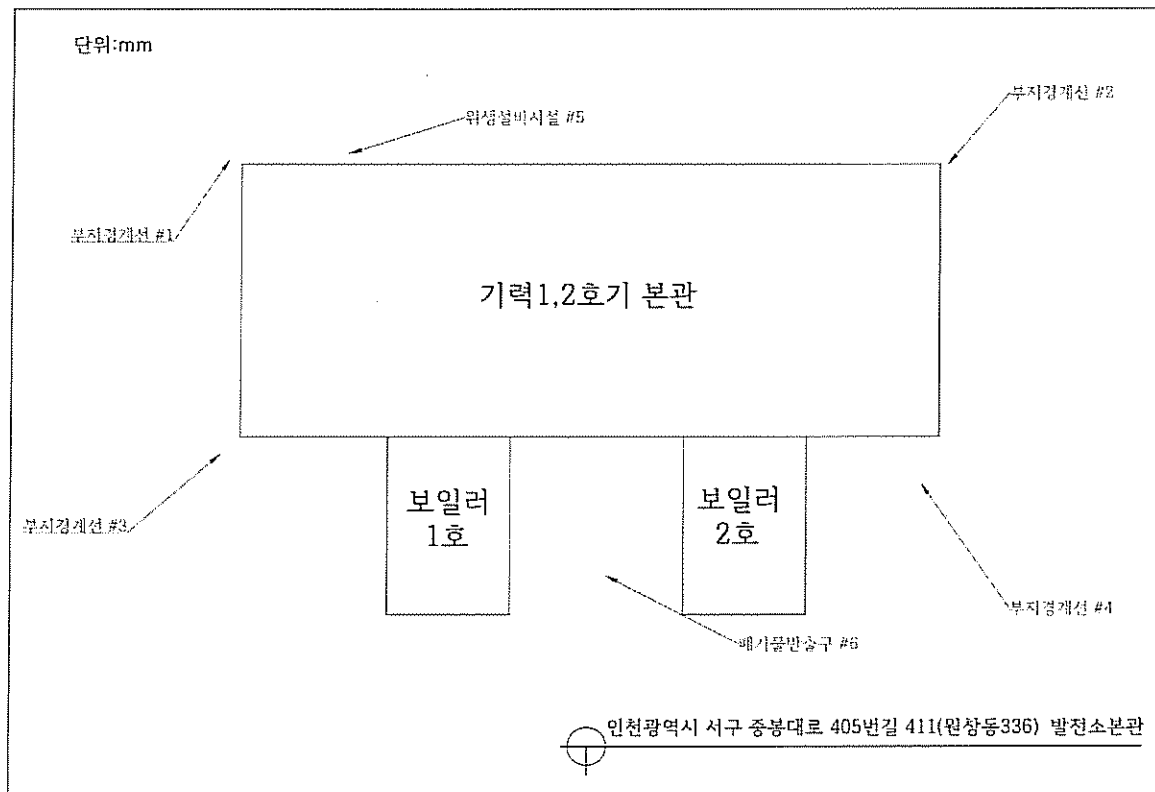 단위:mm
부지경계선 #2
위생설비시설 #5
부지경계선 #1
기력1,2호기 본관
보일러
1호
보일러
2호
부지경계선 #3
부지경계선 #4
폐기물반출구 #6
인천광역시 서구 중봉대로 405번길 411(원창동336) 발전소본관